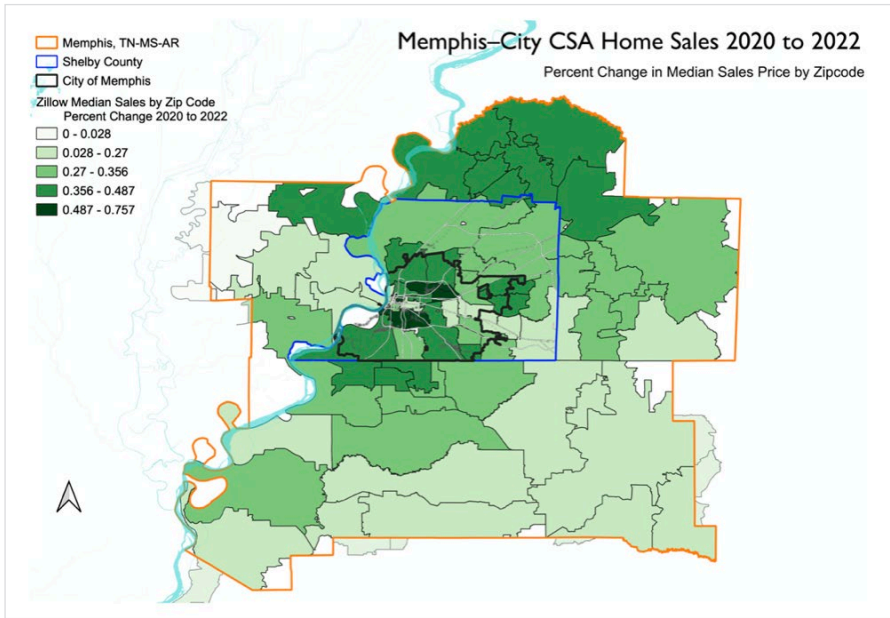 Memphis–City CSA Home Sales 2020 to 2022
Percent Change in Median Sales Price by Zipcode
Memphis, TN-MS-AR
Shelby County
City of Memphis
Zillow Median Sales by Zip Code
Percent Change 2020 to 2022
0 - 0.028
0.028 - 0.27
0.27 - 0.356
0.356 - 0.487
0.487 - 0.757